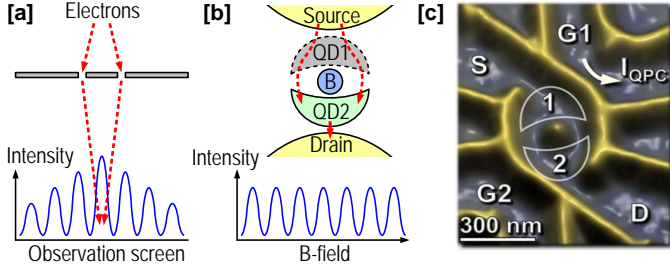 [a]
Electrons
Intensity
Observation screen
[b]
Source
QD1
B
QD2
Drain
Intensity
B-field
[c]
G1
S
I_QPC
1
2
G2
D
300 nm